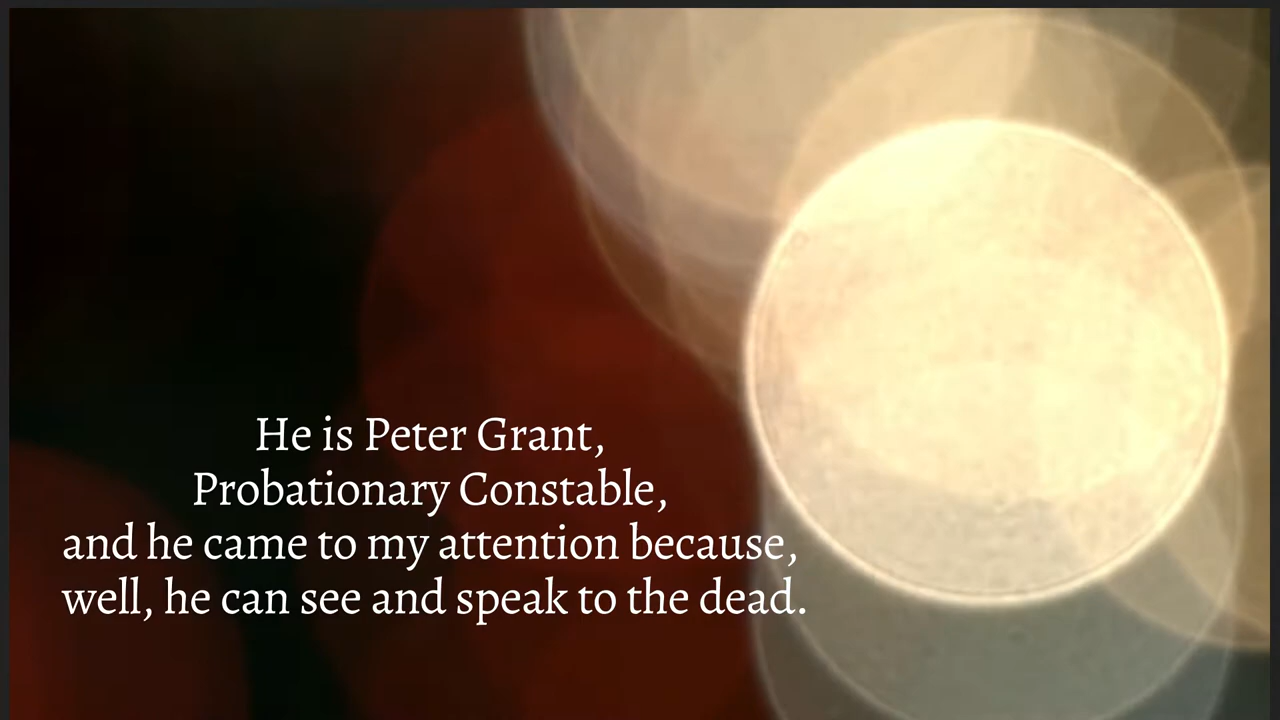 He is Peter Grant,
Probationary Constable,
and he came to my attention because,
well, he can see and speak to the dead.